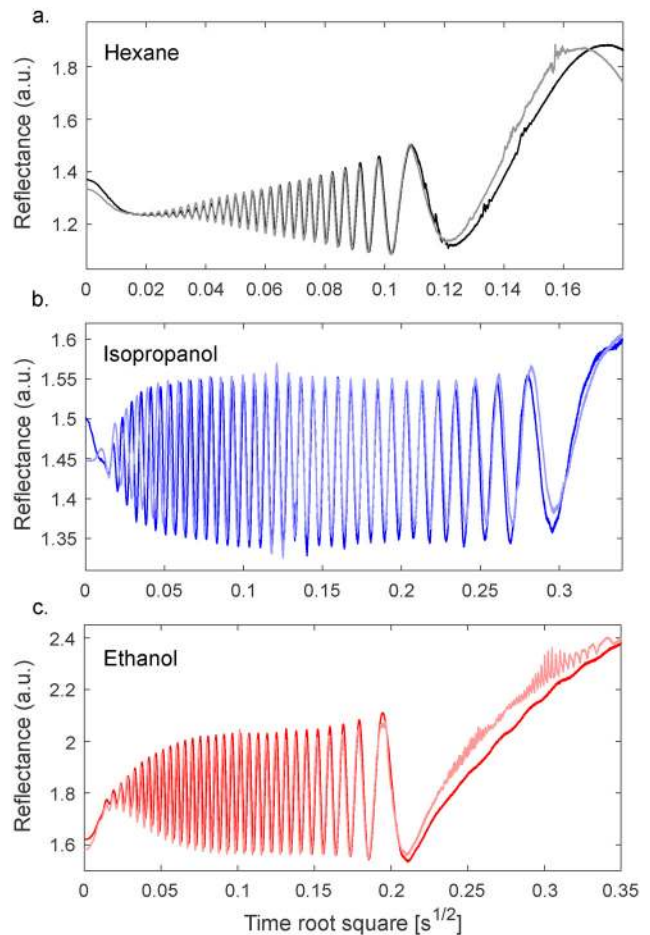 a.
Hexane
Reflectance (a.u.)
1.8
1.6
1.4
1.2
0 0.02 0.04 0.06 0.08 0.1 0.12 0.14 0.16
b.
Isopropanol
Reflectance (a.u.)
1.6
1.55
1.5
1.45
1.4
1.35
0 0.05 0.1 0.15 0.2 0.25 0.3
c.
Ethanol
Reflectance (a.u.)
2.4
2.2
2
1.8
1.6
0 0.05 0.1 0.15 0.2 0.25 0.3 0.35
Time root square [s^1/2]